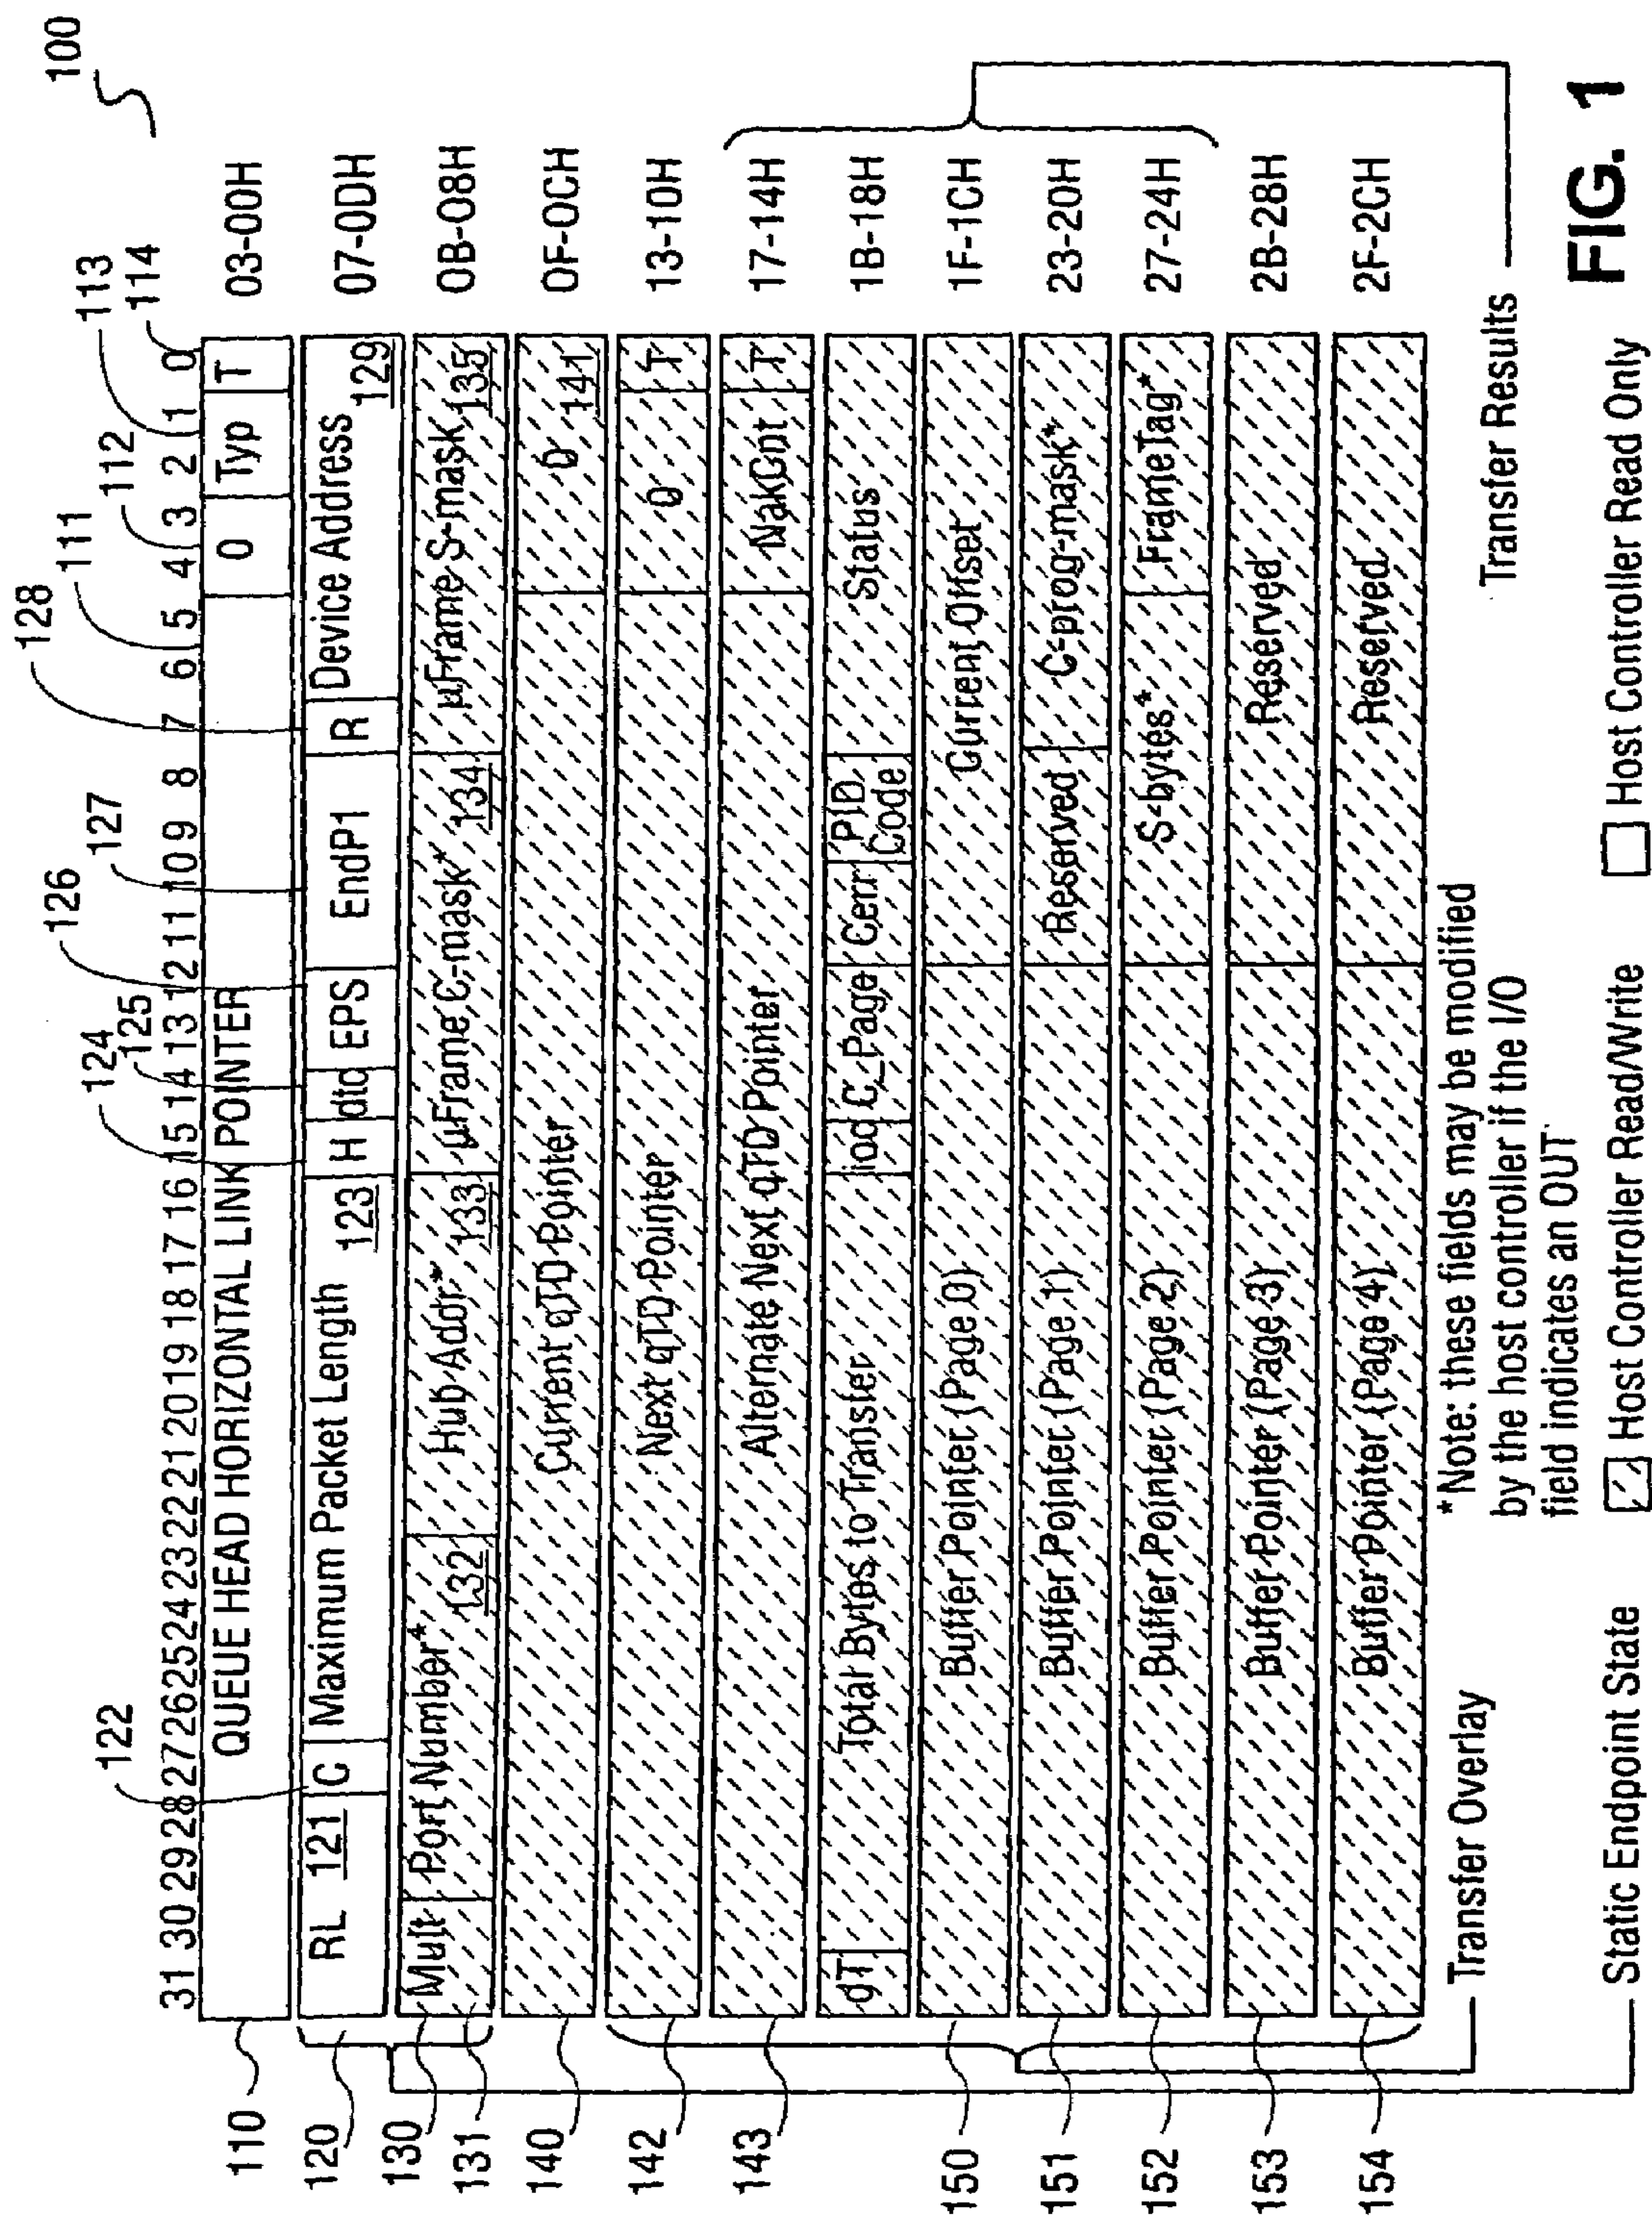 100
128 111 112 113 114
31 30 29 28 27 26 25 24 23 22 21 20 19 18 17 16 15 14 13 12 11 10 9 8 7 6 5 4 3 2 1 0
110 QUEUE HEAD HORIZONTAL LINK POINTER 0 Typ T 03-00H
122 124 125 126 127
120 RL 121 C Maximum Packet Length 123 H dtc EPS EndP1 R Device Address 129 07-0DH
130 131 Mult Port Number* 132 Hub Addr* 133 µFrame C-mask* 134 µFrame S-mask 135 0B-08H
140 Current qTD Pointer 0 141 0F-0CH
142 Next qTD Pointer 0 T 13-10H
143 Alternate Next qTD Pointer NakCnt T 17-14H
dT Total Bytes to Transfer ioc C_Page Cerr PID Code Status 1B-18H
150 Buffer Pointer (Page 0) Current Offset 1F-1CH
151 Buffer Pointer (Page 1) Reserved C-prog-mask* 23-20H
152 Buffer Pointer (Page 2) S-bytes* FrameTag* 27-24H
153 Buffer Pointer (Page 3) Reserved 2B-28H
154 Buffer Pointer (Page 4) Reserved 2F-2CH
Transfer Overlay
*Note: these fields may be modified
by the host controller if the I/O
field indicates an OUT
Transfer Results
Static Endpoint State
Host Controller Read/Write
Host Controller Read Only
FIG. 1